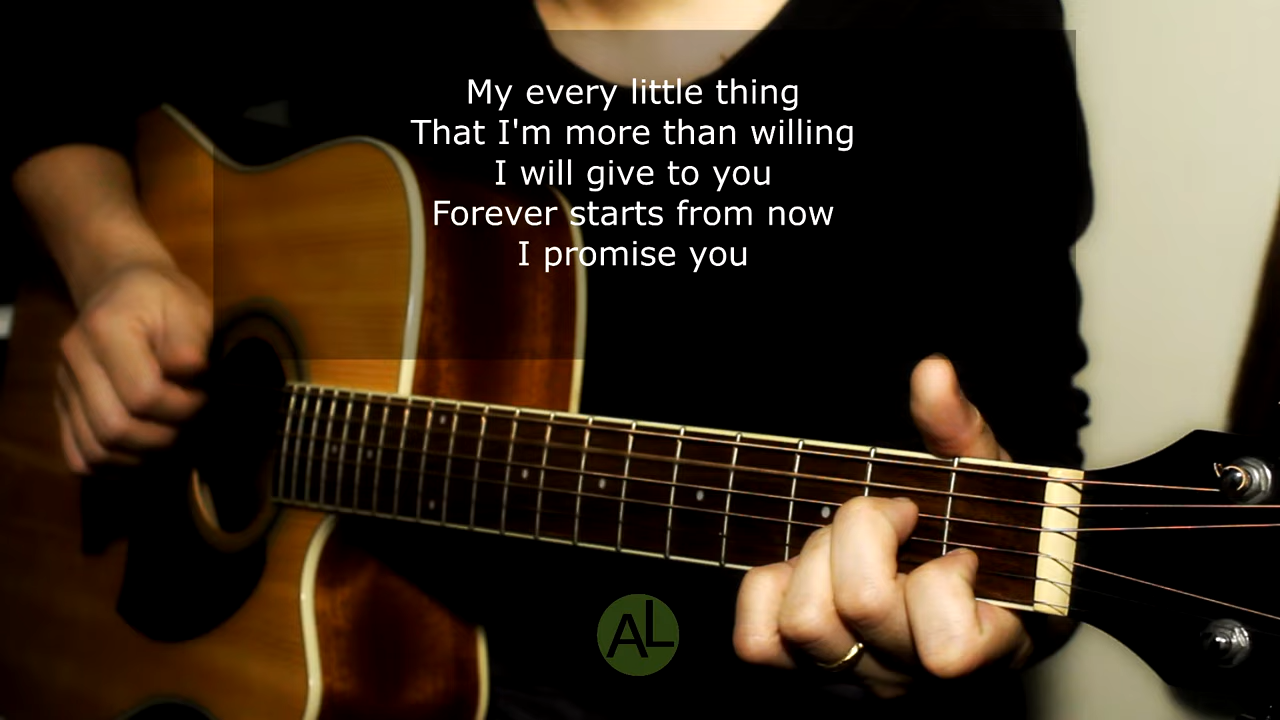 My every little thing
That I'm more than willing
I will give to you
Forever starts from now
I promise you
AL